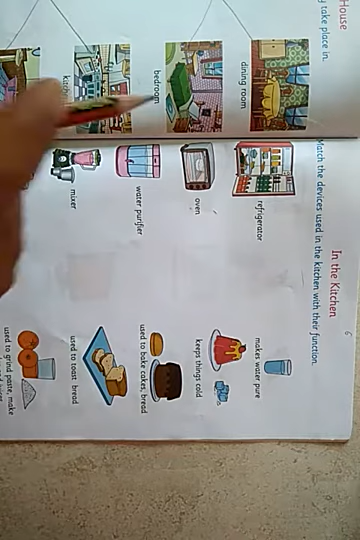 House
take place in.
dining room
bedroom
6
In the Kitchen
Match the devices used in the kitchen with their function.
refrigerator
makes water pure
oven
keeps things cold
water purifier
used to bake cakes, bread
mixer
used to toast bread
used to grind paste, make